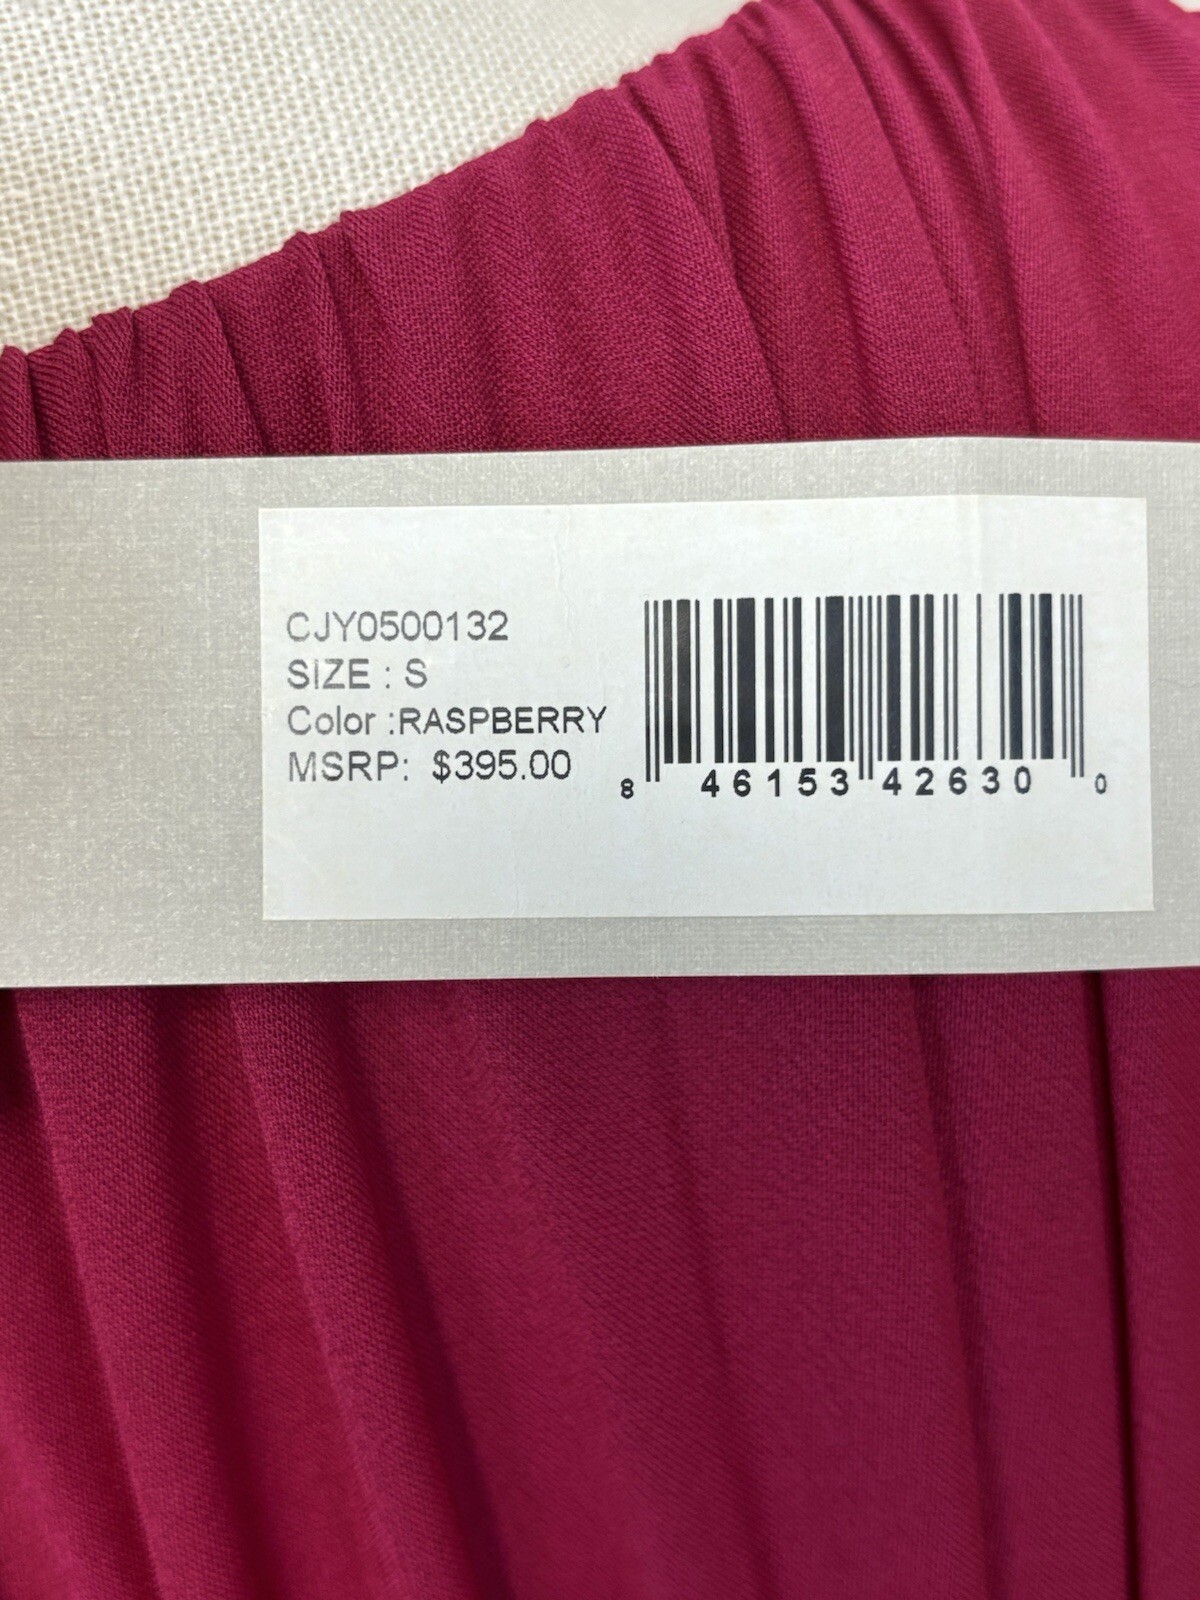 CJY0500132
SIZE : S
Color :RASPBERRY
MSRP: $395.00
8 46153 42630 0